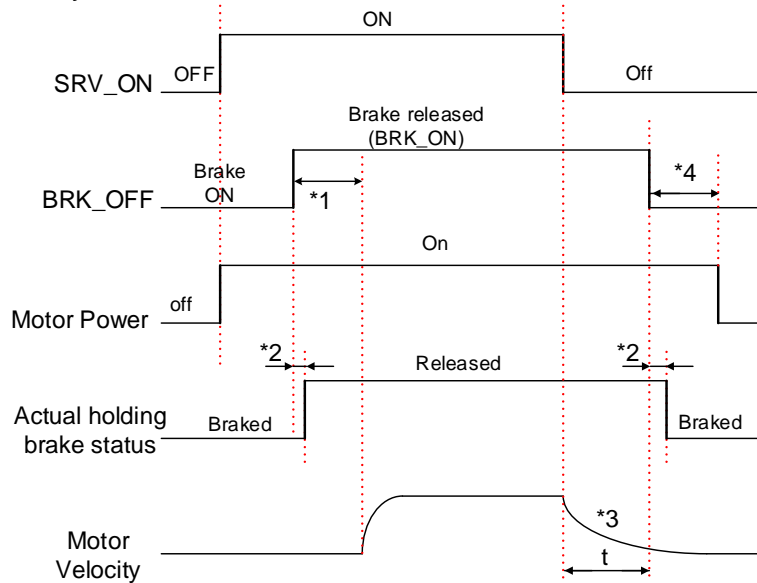 ON
SRV_ON
OFF
Off
Brake released
(BRK_ON)
Brake
ON
*1
*4
BRK_OFF
On
off
Motor Power
*2
Released
*2
Actual holding
brake status
Braked
Braked
*3
Motor
Velocity
t